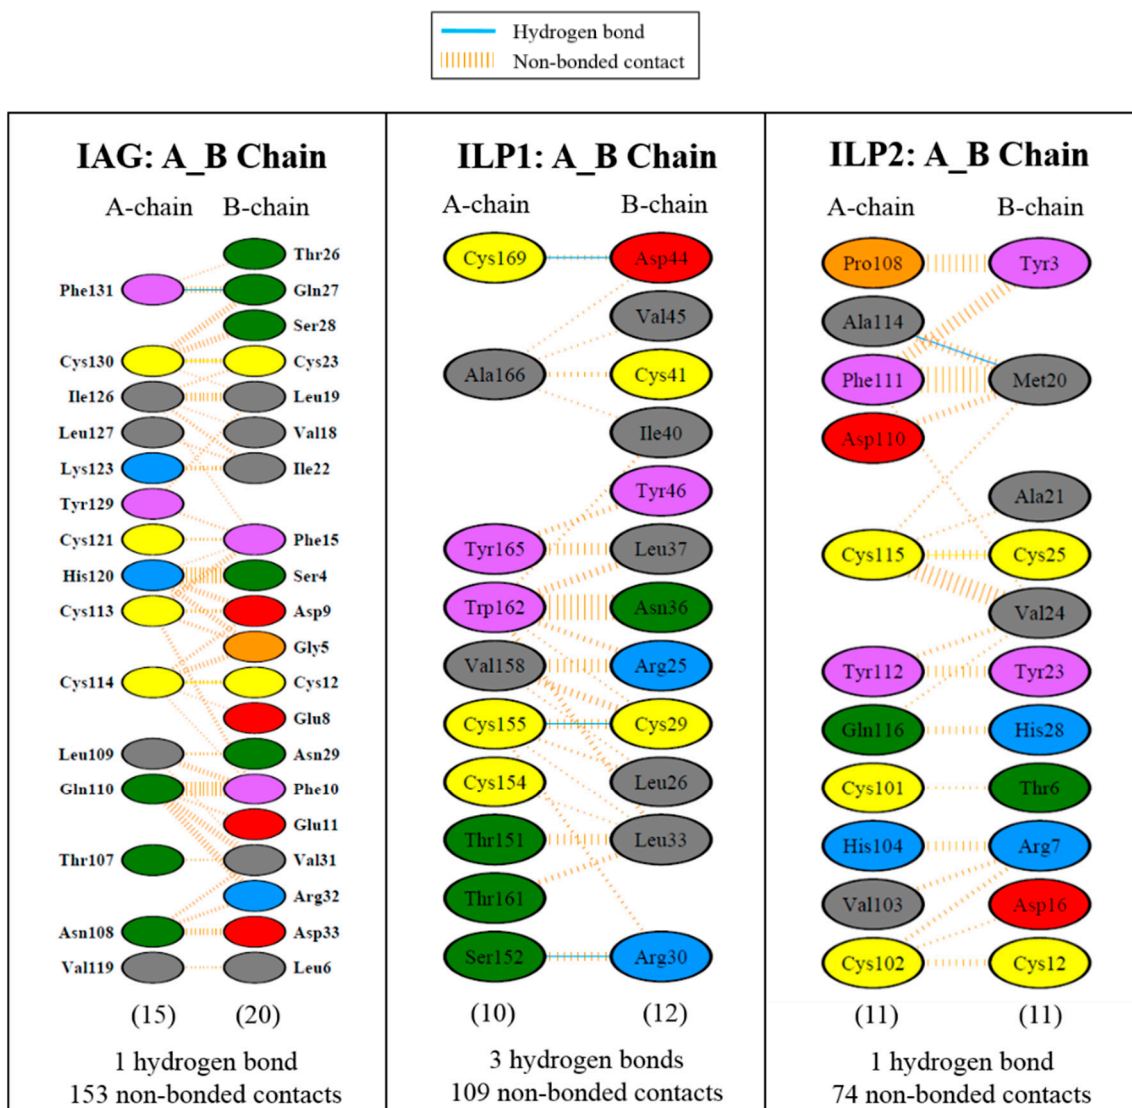 Hydrogen bond
Non-bonded contact
IAG: A_B Chain
A-chain B-chain
Thr26
Phe131 Gln27
Ser28
Cys130 Cys23
Ile126 Leu19
Leu127 Val18
Lys123 Ile22
Tyr129
Cys121 Phe15
His120 Ser4
Cys113 Asp9
Gly5
Cys114 Cys12
Glu8
Leu109 Asn29
Gln110 Phe10
Glu11
Thr107 Val31
Arg32
Asn108 Asp33
Val119 Leu6
(15) (20)
1 hydrogen bond
153 non-bonded contacts
ILP1: A_B Chain
A-chain B-chain
Cys169 Asp44
Val45
Ala166 Cys41
Ile40
Tyr46
Tyr165 Leu37
Trp162 Asn36
Val158 Arg25
Cys155 Cys29
Cys154 Leu26
Thr151 Leu33
Thr161
Ser152 Arg30
(10) (12)
3 hydrogen bonds
109 non-bonded contacts
ILP2: A_B Chain
A-chain B-chain
Pro108 Tyr3
Ala114
Phe111 Met20
Asp110
Ala21
Cys115 Cys25
Val24
Tyr112 Tyr23
Gln116 His28
Cys101 Thr6
His104 Arg7
Val103 Asp16
Cys102 Cys12
(11) (11)
1 hydrogen bond
74 non-bonded contacts